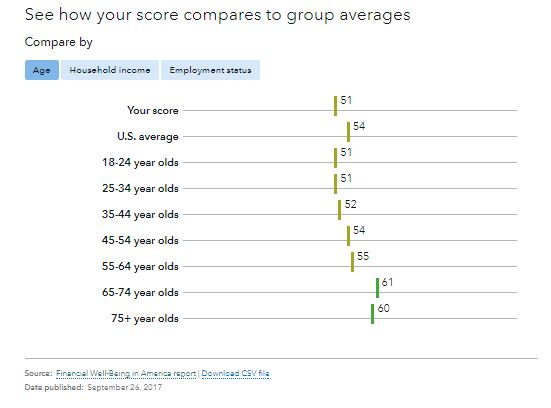 See how your score compares to group averages
Compare by
Age Household income Employment status
Your score 51
U.S. average 54
18-24 year olds 51
25-34 year olds 51
35-44 year olds 52
45-54 year olds 54
55-64 year olds 55
65-74 year olds 61
75+ year olds 60
Source: Financial Well-Being in America report | Download CSV file
Date published: September 26, 2017